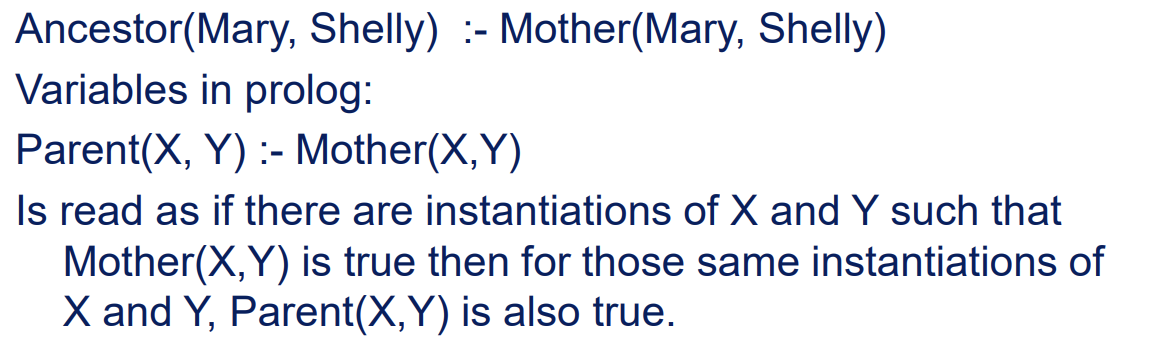 Ancestor(Mary, Shelly) :- Mother(Mary, Shelly)
Variables in prolog:
Parent(X, Y) :- Mother(X,Y)
Is read as if there are instantiations of X and Y such that
Mother(X,Y) is true then for those same instantiations of
X and Y, Parent(X,Y) is also true.